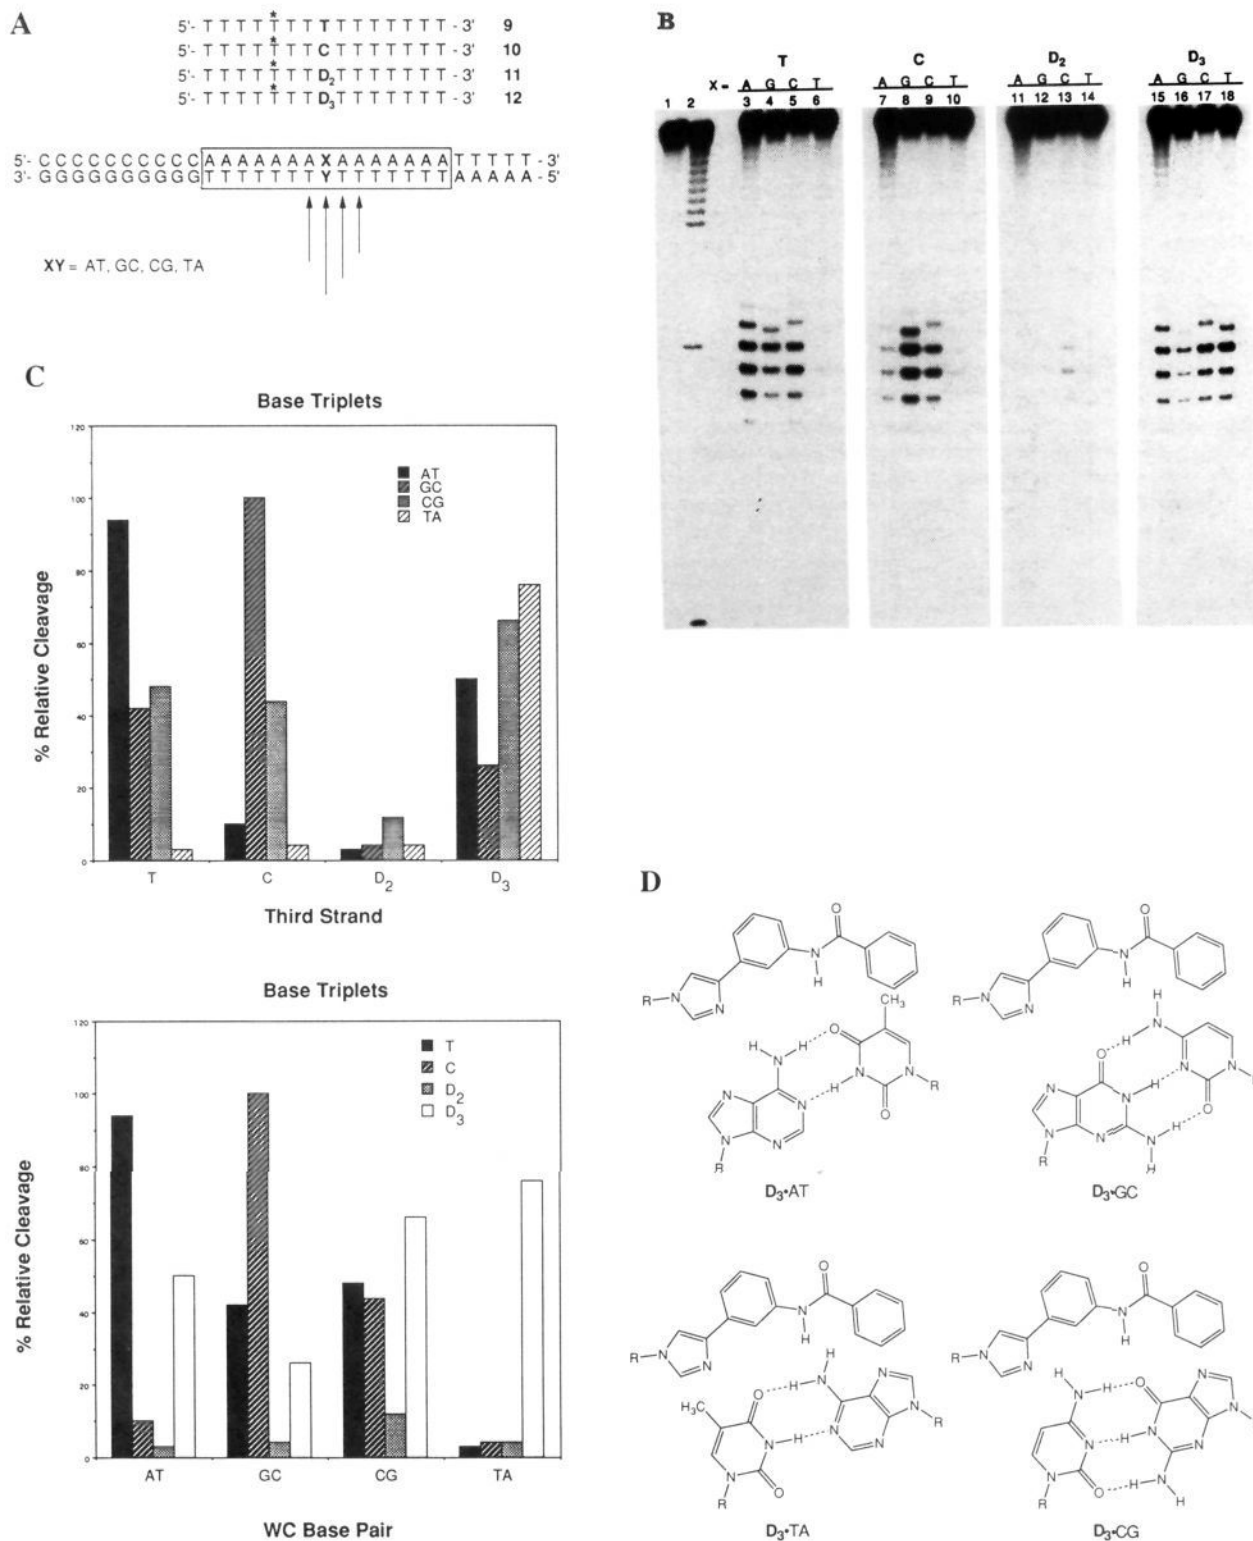 A
5'- T T T T T T T T T T T T T T T - 3' 9
*
5'- T T T T T T T C T T T T T T T - 3' 10
*
5'- T T T T T T T D2 T T T T T T T - 3' 11
*
5'- T T T T T T T D3 T T T T T T T - 3' 12
*
5'- C C C C C C C C C C A A A A A A A X A A A A A A A T T T T T - 3'
3'- G G G G G G G G G G T T T T T T T Y T T T T T T T A A A A A - 5'
XY = AT, GC, CG, TA
B
T C D2 D3
X = A G C T A G C T A G C T A G C T
1 2 3 4 5 6 7 8 9 10 11 12 13 14 15 16 17 18
C
Base Triplets
120
100
80
60
40
20
0
% Relative Cleavage
AT
GC
CG
TA
T C D2 D3
Third Strand
Base Triplets
120
100
80
60
40
20
0
% Relative Cleavage
T
C
D2
D3
AT GC CG TA
WC Base Pair
D
O
N
H
R—N
N
CH3
H N H O
N H N
N N N R
N O
R
D3•AT
O
N
H
R—N
N
H
O H N
N N H N N
N N H O
R H
D3•GC
O
N
H
R—N
N
H
O H N N
H3C N H N N R
N O
R
D3•TA
O
N
H
R—N
N
H
N H O N
N H N N
N O H N
R H
D3•CG